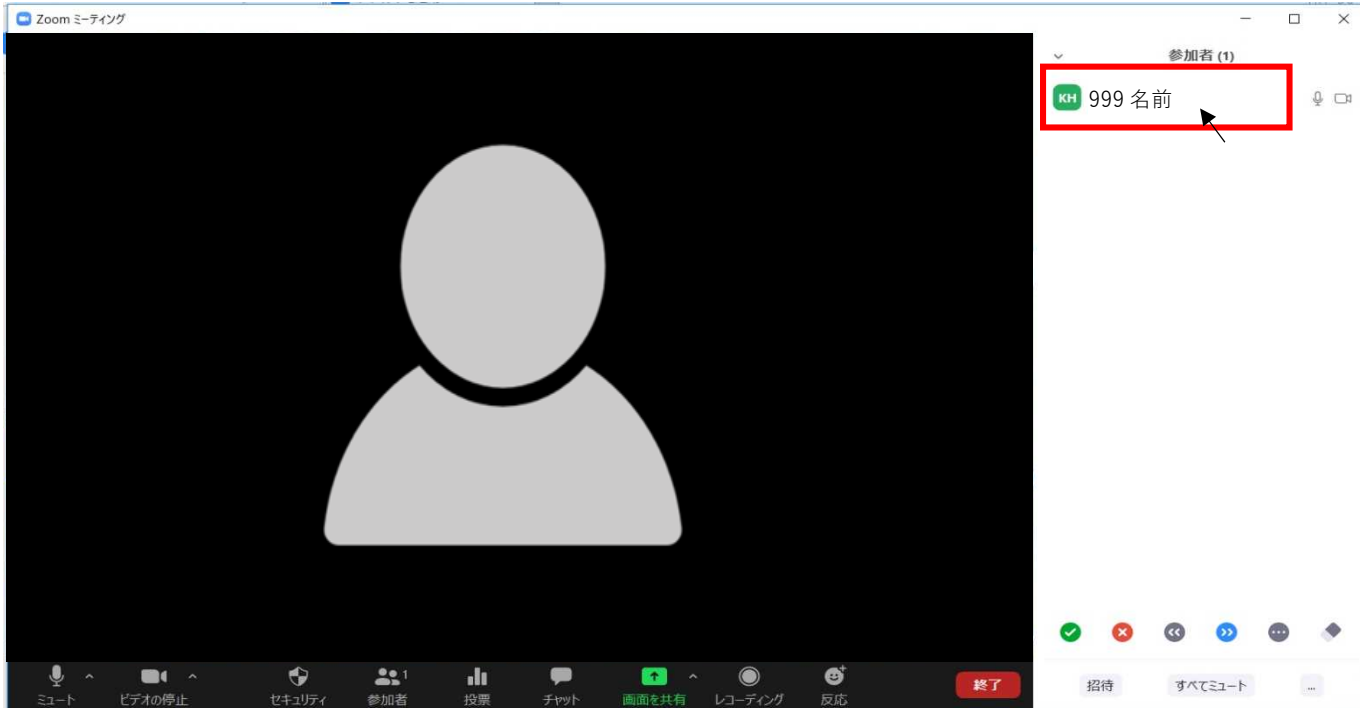 Zoom ミーティング
参加者 (1)
KH 999 名前
ミュート ビデオの停止 セキュリティ 参加者 1 投票 チャット 画面を共有 レコーディング 反応 終了
招待 すべてミュート ...